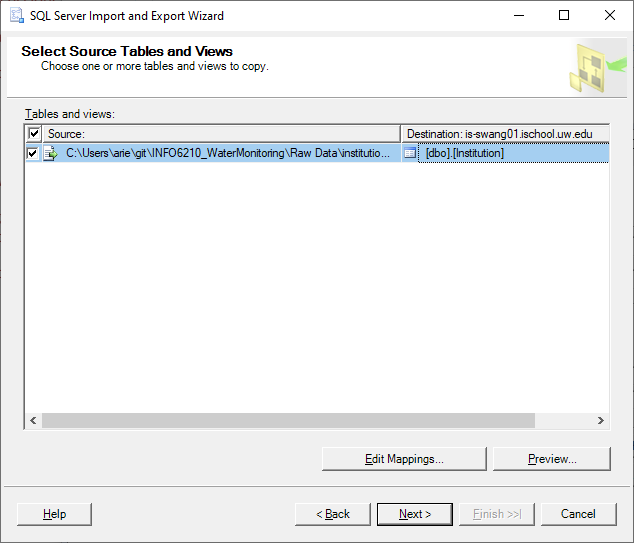 SQL Server Import and Export Wizard
Select Source Tables and Views
Choose one or more tables and views to copy.
Tables and views:
Source: Destination: is-swang01.ischool.uw.edu
C:\Users\arie\git\INFO6210_WaterMonitoring\Raw Data\institutio... [dbo].[Institution]
Edit Mappings... Preview...
Help < Back Next > Finish >>| Cancel